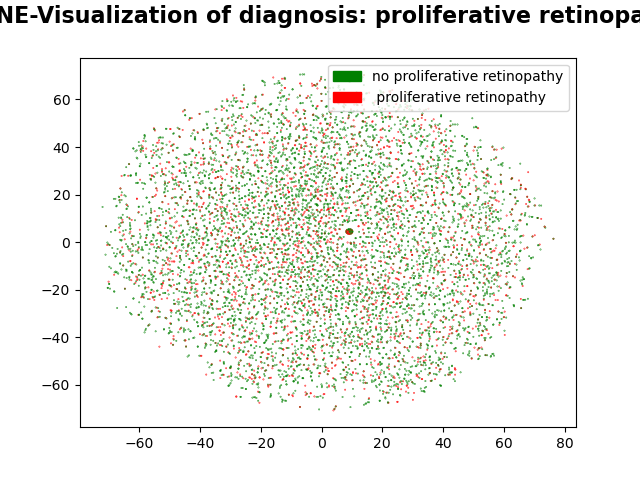 NE-Visualization of diagnosis: proliferative retinopa
no proliferative retinopathy
proliferative retinopathy
60
40
20
0
−20
−40
−60
−60 −40 −20 0 20 40 60 80